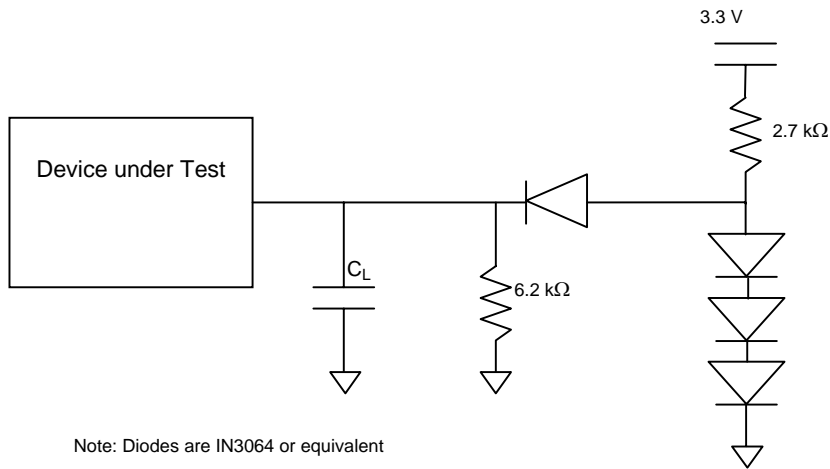 3.3 V
2.7 kΩ
Device under Test
CL
6.2 kΩ
Note: Diodes are IN3064 or equivalent